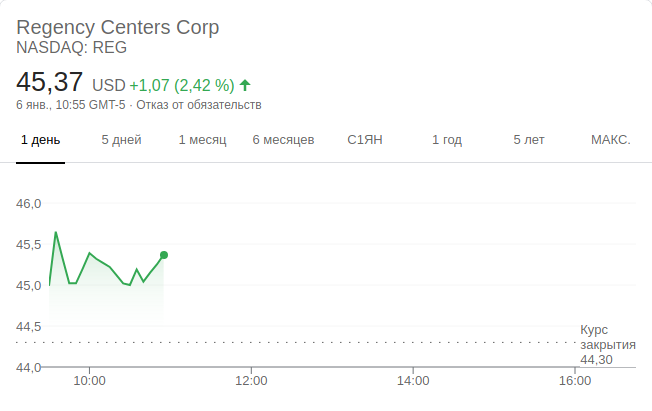 Regency Centers Corp
NASDAQ: REG
45,37 USD +1,07 (2,42 %)
6 янв., 10:55 GMT-5 · Отказ от обязательств
1 день 5 дней 1 месяц 6 месяцев С1ЯН 1 год 5 лет МАКС.
46,0
45,5
45,0
44,5
Курс
закрытия
44,30
44,0
10:00 12:00 14:00 16:00